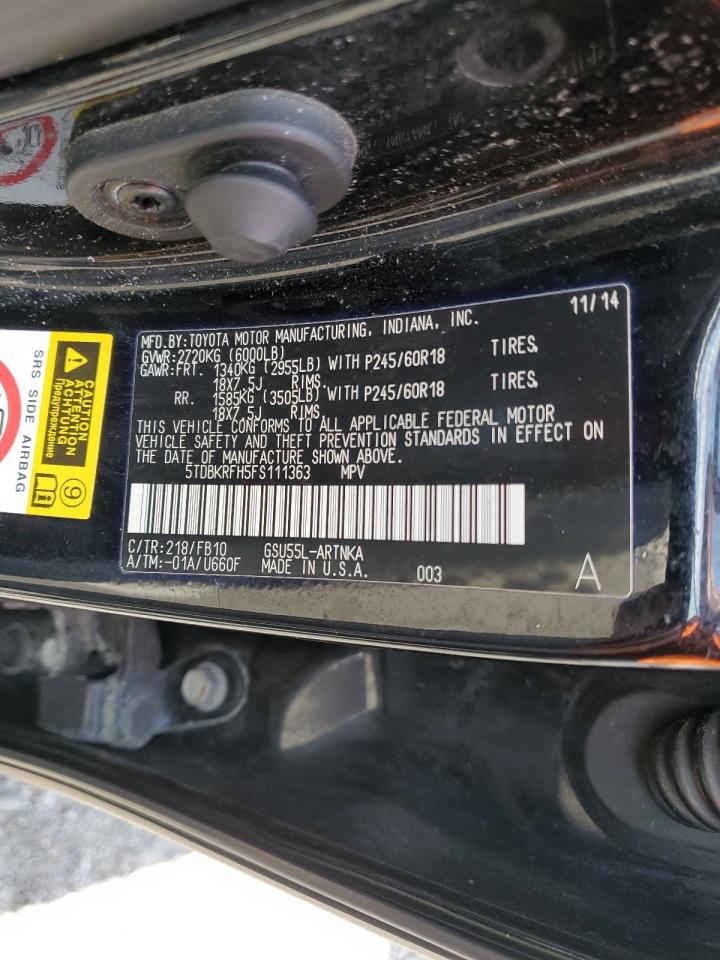 11/14
MFD.BY:TOYOTA MOTOR MANUFACTURING, INDIANA, INC.
GVWR:2720KG (6000LB)
GAWR:FRT. 1340KG (2955LB) WITH P245/60R18 TIRES,
18X7.5J RIMS,
RR. 1585KG (3505LB) WITH P245/60R18 TIRES,
18X7.5J RIMS,
THIS VEHICLE CONFORMS TO ALL APPLICABLE FEDERAL MOTOR
VEHICLE SAFETY AND THEFT PREVENTION STANDARDS IN EFFECT ON
THE DATE OF MANUFACTURE SHOWN ABOVE.
5TDBKRFH5FS111363 MPV
C/TR:218/FB10 GSU55L-ARTNKA
A/TM:-01A/U660F MADE IN U.S.A. 003 A
SRS SIDE AIRBAG
CAUTION
ATTENTION
ACHTUNG
Предупреждение